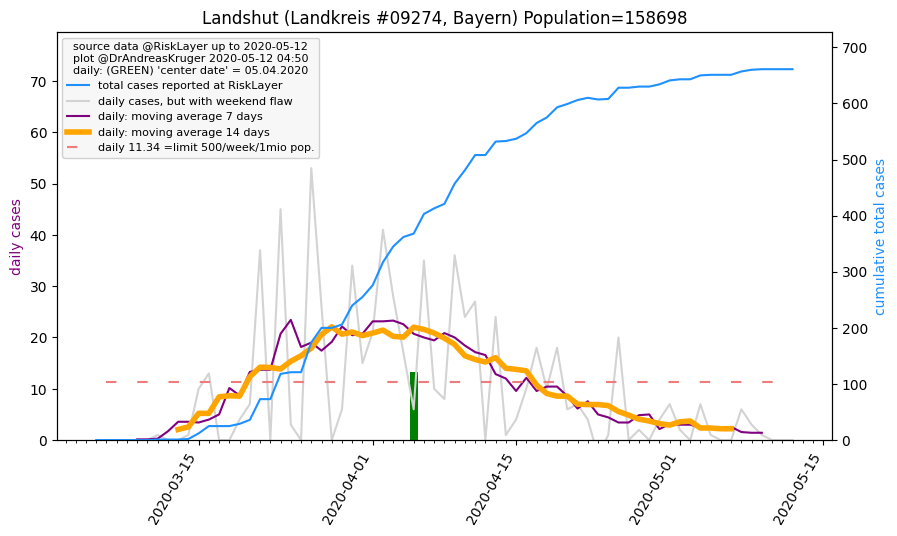 Landshut (Landkreis #09274, Bayern) Population=158698
source data @RiskLayer up to 2020-05-12
plot @DrAndreasKruger 2020-05-12 04:50
daily: (GREEN) 'center date' = 05.04.2020
total cases reported at RiskLayer
daily cases, but with weekend flaw
daily: moving average 7 days
daily: moving average 14 days
daily 11.34 =limit 500/week/1mio pop.
daily cases
70
60
50
40
30
20
10
0
700
600
500
400
300
200
100
0
cumulative total cases
2020-03-15
2020-04-01
2020-04-15
2020-05-01
2020-05-15